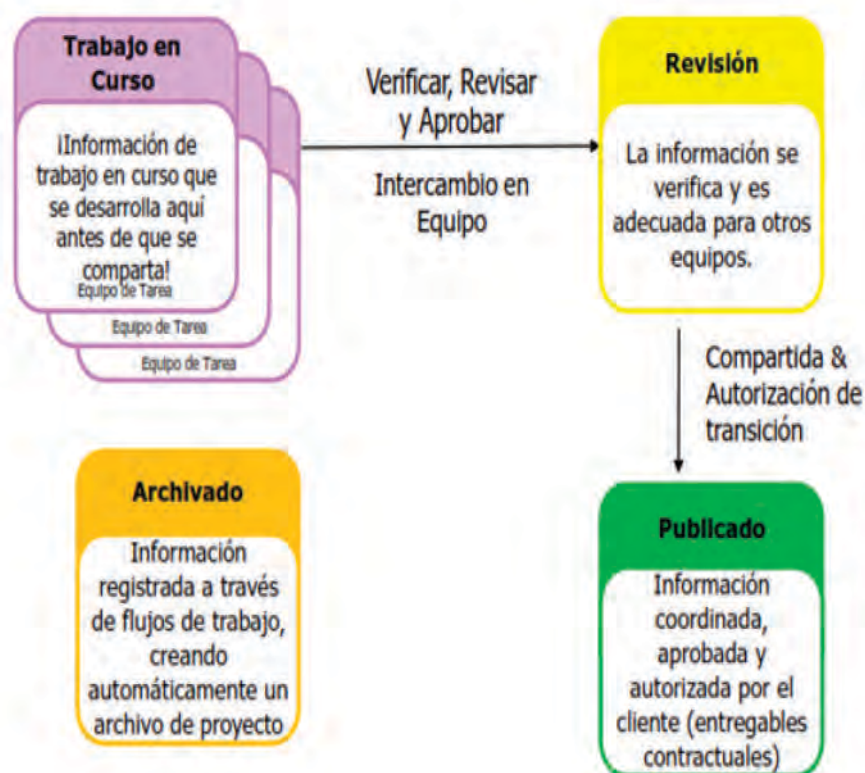 Trabajo en
Curso
¡Información de
trabajo en curso que
se desarrolla aquí
antes de que se
comparta!
Equipo de Tarea
Equipo de Tarea
Equipo de Tarea
Verificar, Revisar
y Aprobar
Intercambio en
Equipo
Revisión
La información se
verifica y es
adecuada para otros
equipos.
Compartida &
Autorización de
transición
Archivado
Información
registrada a través
de flujos de trabajo,
creando
automáticamente un
archivo de proyecto
Publicado
Información
coordinada,
aprobada y
autorizada por el
cliente (entregables
contractuales)